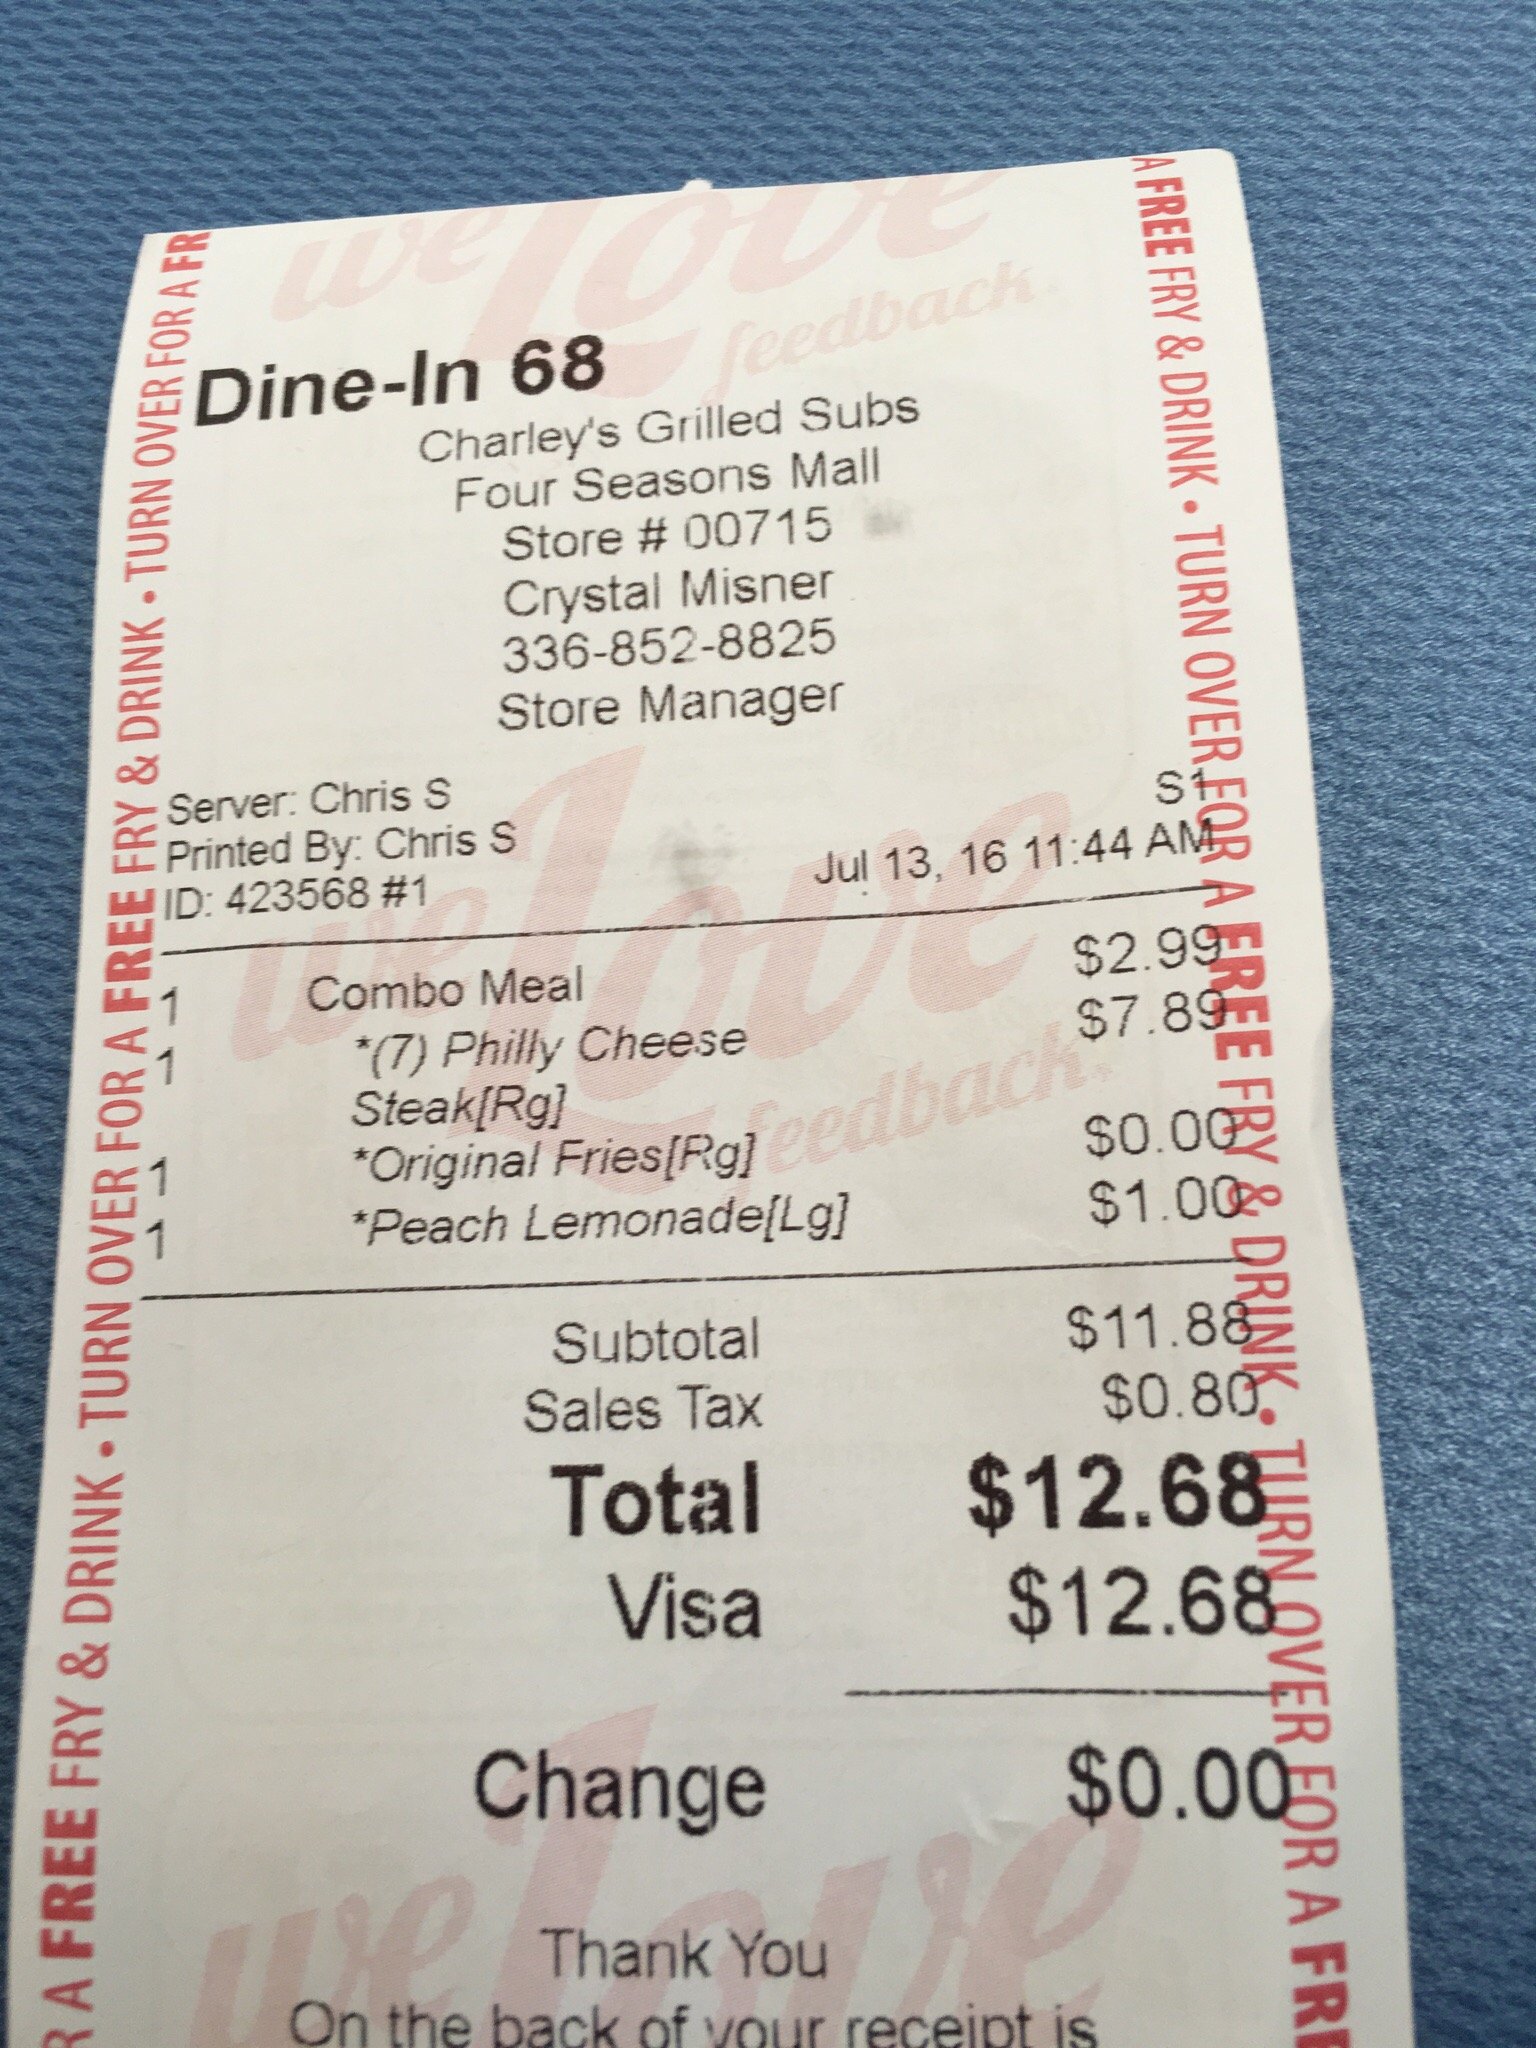 we Love
feedback.
Dine-In 68
Charley's Grilled Subs
Four Seasons Mall
Store # 00715
Crystal Misner
336-852-8825
Store Manager
Server: Chris S S1
Printed By: Chris S Jul 13, 16 11:44 AM
ID: 423568 #1
we Love
feedback.
1 Combo Meal $2.99
1 *(7) Philly Cheese $7.89
Steak[Rg]
1 *Original Fries[Rg] $0.00
1 *Peach Lemonade[Lg] $1.00
Subtotal $11.88
Sales Tax $0.80
Total $12.68
Visa $12.68
Change $0.00
we Love
Thank You
On the back of your receipt is
R A FREE FRY & DRINK • TURN OVER FOR A FREE FRY & DRINK • TURN OVER FOR A FR
A FREE FRY & DRINK • TURN OVER FOR A FREE FRY & DRINK • TURN OVER FOR A FRE